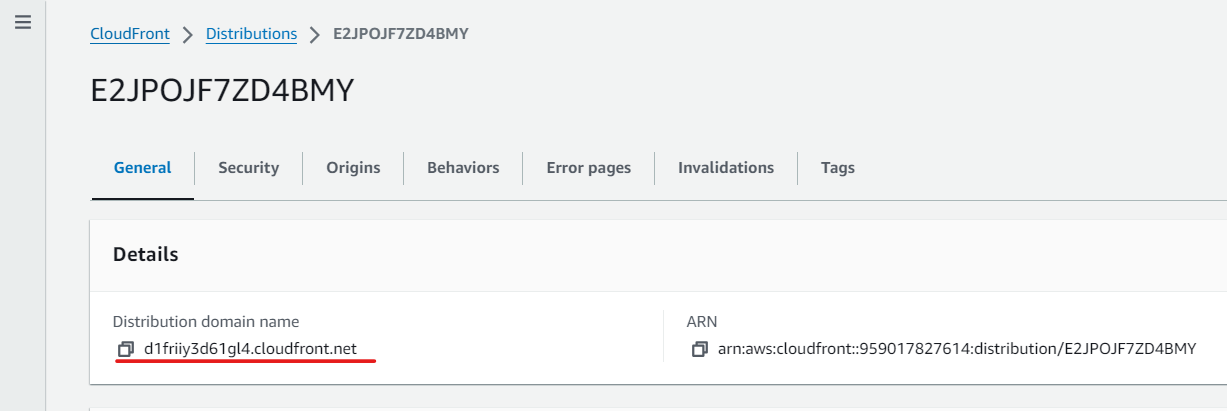 CloudFront > Distributions > E2JPOJF7ZD4BMY
E2JPOJF7ZD4BMY
General Security Origins Behaviors Error pages Invalidations Tags
Details
Distribution domain name ARN
d1friiy3d61gl4.cloudfront.net arn:aws:cloudfront::959017827614:distribution/E2JPOJF7ZD4BMY